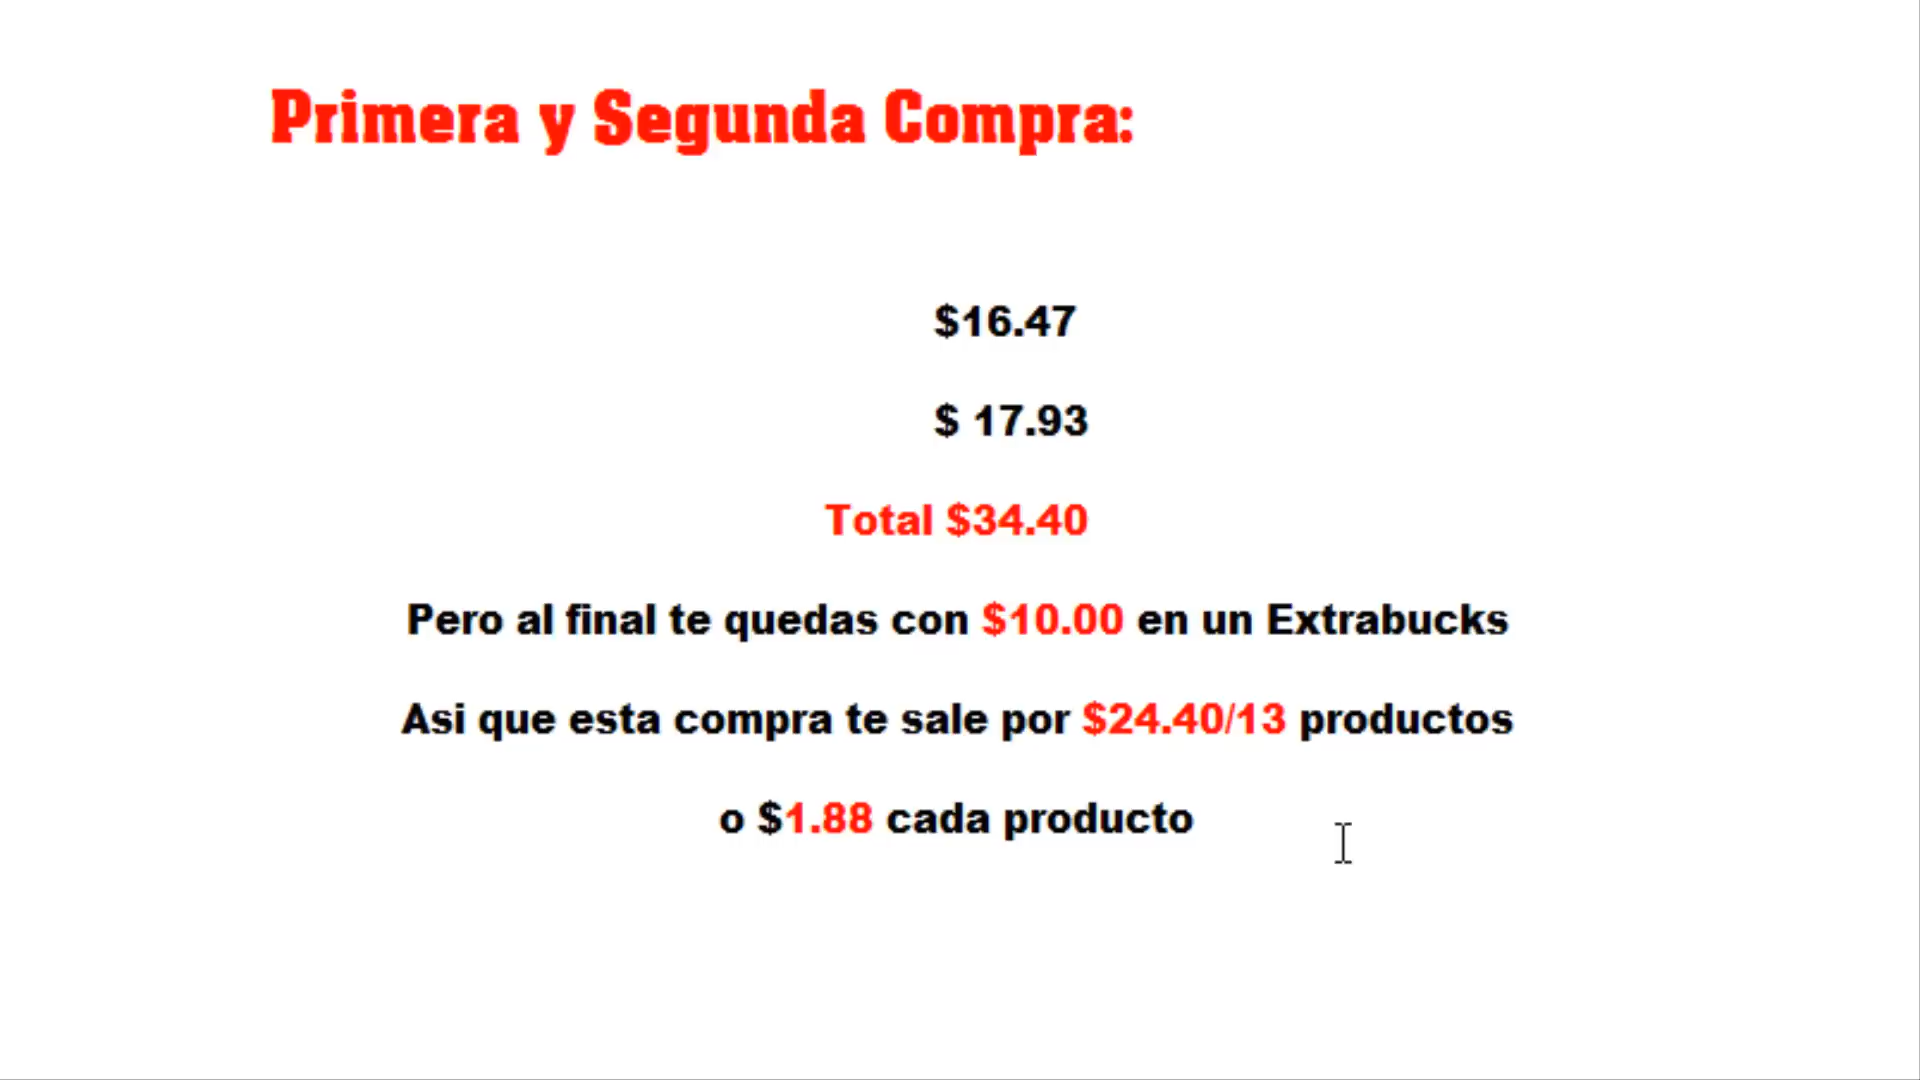 Primera y Segunda Compra:
$16.47
$ 17.93
Total $34.40
Pero al final te quedas con $10.00 en un Extrabucks
Asi que esta compra te sale por $24.40/13 productos
o $1.88 cada producto